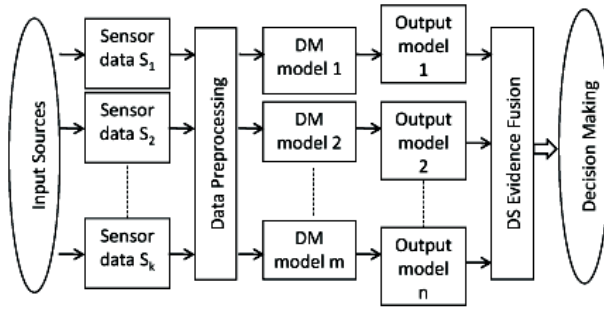 Input Sources
Sensor
data S1
Sensor
data S2
Sensor
data Sk
Data Preprocessing
DM
model 1
DM
model 2
DM
model m
Output
model
1
Output
model
2
Output
model
n
DS Evidence Fusion
Decision Making